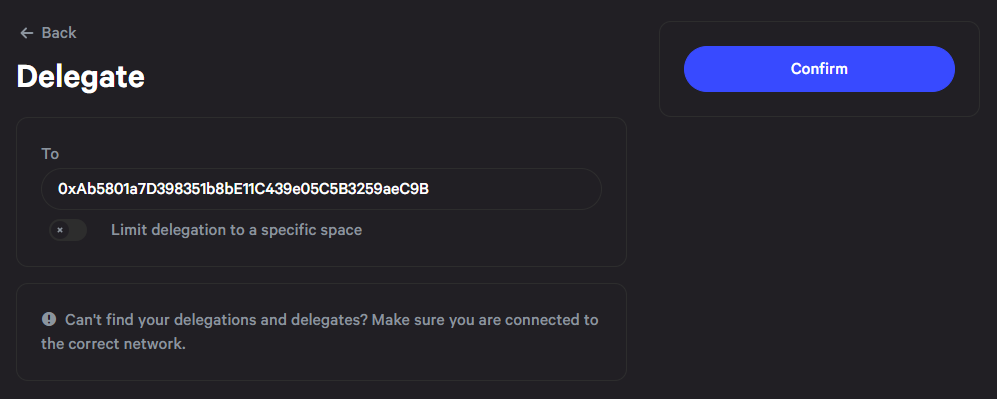 Back
Delegate
Confirm
To
0xAb5801a7D398351b8bE11C439e05C5B3259aeC9B
Limit delegation to a specific space
Can't find your delegations and delegates? Make sure you are connected to
the correct network.